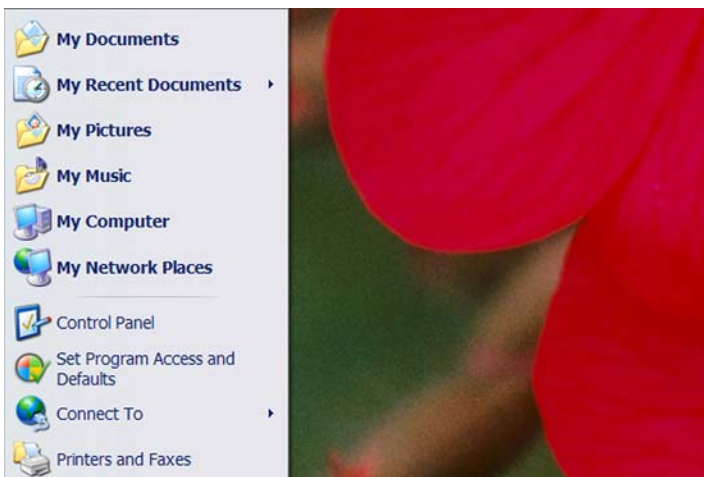 My Documents
My Recent Documents
My Pictures
My Music
My Computer
My Network Places
Control Panel
Set Program Access and
Defaults
Connect To
Printers and Faxes